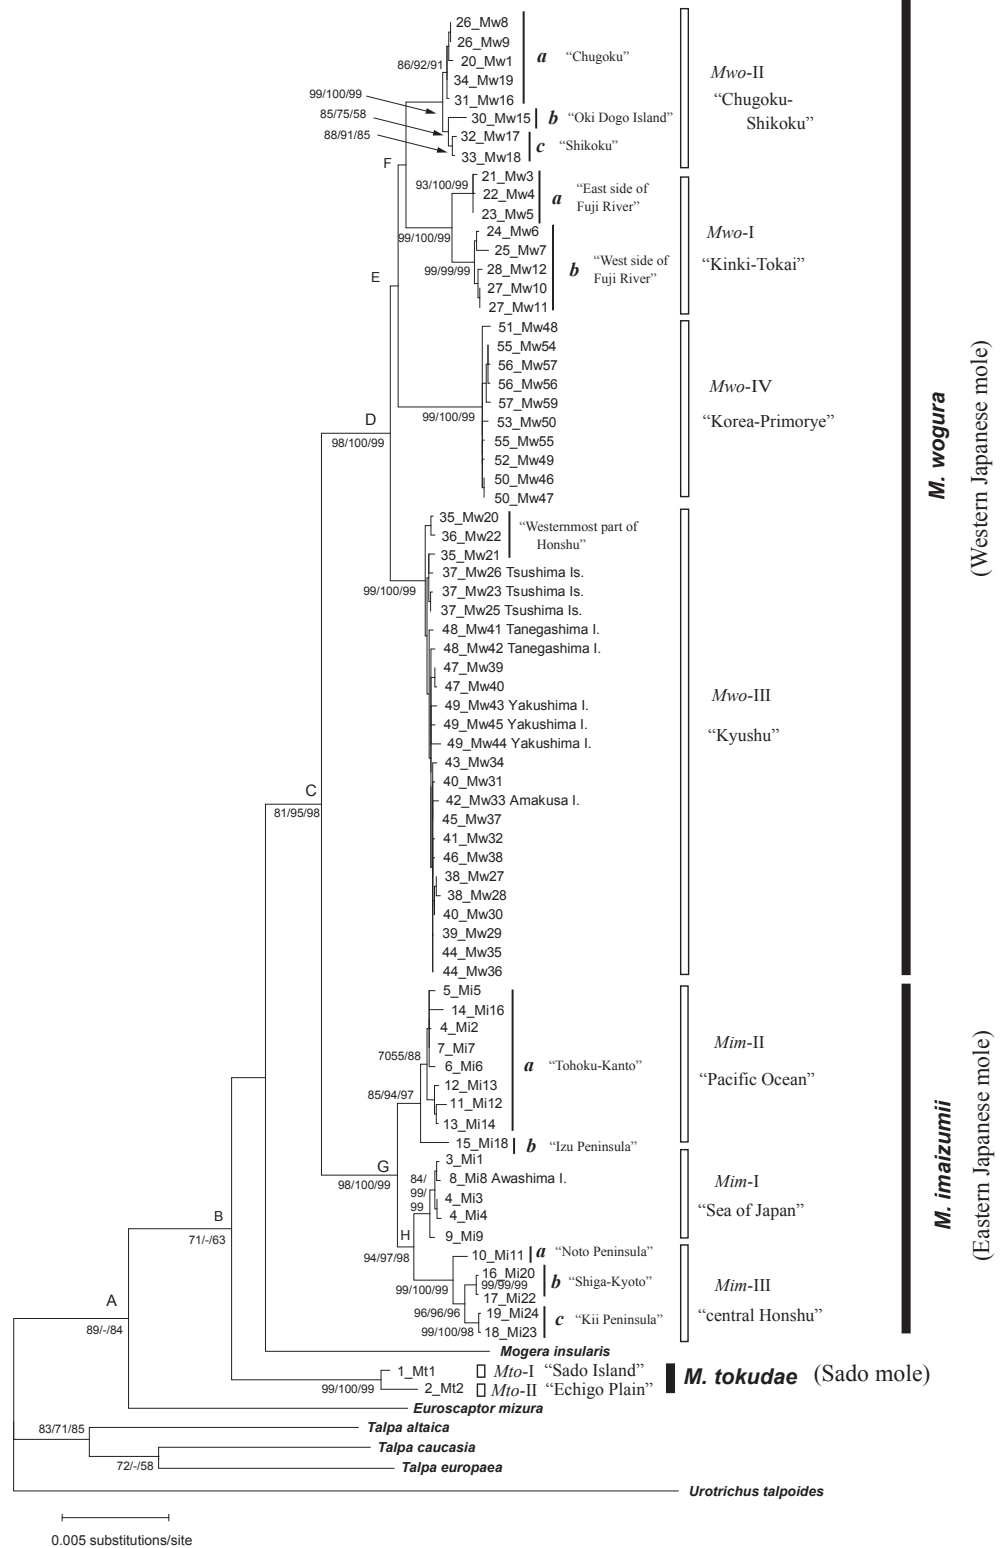 26_Mw8
26_Mw9
20_Mw1
34_Mw19
31_Mw16
86/92/91
a “Chugoku”
99/100/99
30_Mw15
b “Oki Dogo Island”
85/75/58
32_Mw17
33_Mw18
c “Shikoku”
88/91/85
Mwo-II
“Chugoku-
Shikoku”
F
21_Mw3
22_Mw4
23_Mw5
93/100/99
a “East side of
Fuji River”
99/100/99
24_Mw6
25_Mw7
28_Mw12
27_Mw10
27_Mw11
99/99/99
b “West side of
Fuji River”
Mwo-I
“Kinki-Tokai”
E
51_Mw48
55_Mw54
56_Mw57
56_Mw56
57_Mw59
53_Mw50
55_Mw55
52_Mw49
50_Mw46
50_Mw47
99/100/99
Mwo-IV
“Korea-Primorye”
D
98/100/99
35_Mw20
36_Mw22
35_Mw21
“Westernmost part of
Honshu”
37_Mw26 Tsushima Is.
37_Mw23 Tsushima Is.
37_Mw25 Tsushima Is.
99/100/99
48_Mw41 Tanegashima I.
48_Mw42 Tanegashima I.
47_Mw39
47_Mw40
49_Mw43 Yakushima I.
49_Mw45 Yakushima I.
49_Mw44 Yakushima I.
43_Mw34
40_Mw31
42_Mw33 Amakusa I.
45_Mw37
41_Mw32
46_Mw38
38_Mw27
38_Mw28
40_Mw30
39_Mw29
44_Mw35
44_Mw36
Mwo-III
“Kyushu”
M. wogura
(Western Japanese mole)
C
81/95/98
5_Mi5
14_Mi16
4_Mi2
7_Mi7
6_Mi6
12_Mi13
11_Mi12
13_Mi14
7055/88
a “Tohoku-Kanto”
85/94/97
15_Mi18
b “Izu Peninsula”
Mim-II
“Pacific Ocean”
G
98/100/99
3_Mi1
8_Mi8 Awashima I.
4_Mi3
4_Mi4
9_Mi9
84/
99/
99
Mim-I
“Sea of Japan”
H
94/97/98
10_Mi11
a “Noto Peninsula”
99/100/99
16_Mi20
99/99/99
17_Mi22
b “Shiga-Kyoto”
96/96/96
19_Mi24
18_Mi23
99/100/98
c “Kii Peninsula”
Mim-III
“central Honshu”
M. imaizumii
(Eastern Japanese mole)
B
71/-/63
A
89/-/84
Mogera insularis
1_Mt1
Mto-I “Sado Island”
99/100/99
2_Mt2
Mto-II “Echigo Plain”
M. tokudae (Sado mole)
Euroscaptor mizura
83/71/85
Talpa altaica
Talpa caucasia
72/-/58
Talpa europaea
Urotrichus talpoides
0.005 substitutions/site